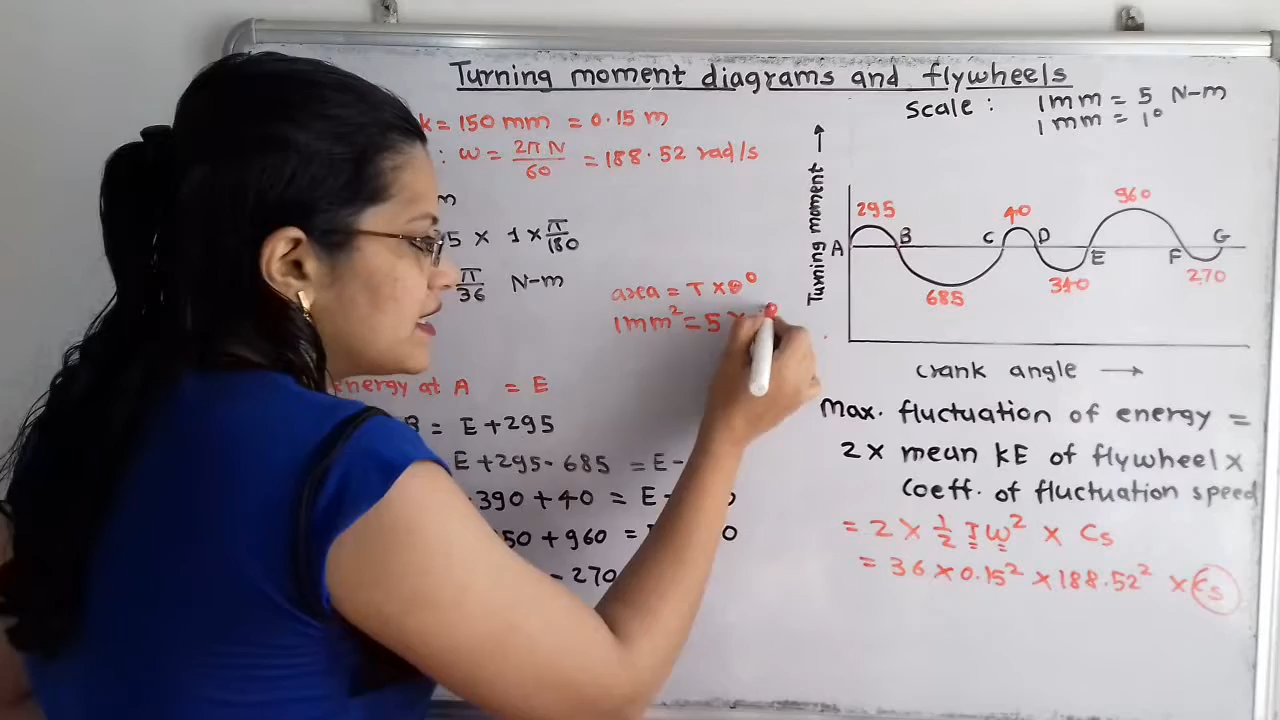 Turning moment diagrams and flywheels
k = 150 mm = 0.15 m
: ω = 2πN/60 = 188.52 rad/s
m
5 × 1 × π/180
π/36 N-m
area = T × θ°
1mm² = 5 ×
energy at A = E
B = E+295
E+295-685 = E-
390+40 = E-
50+960 =
- 270
Scale : 1mm = 5 N-m
1mm = 1°
Turning moment →
295
685
40
340
960
270
A B C D E F G
crank angle →
Max. fluctuation of energy =
2 × mean KE of flywheel ×
Coeff. of fluctuation speed
= 2 × 1/2 I ω² × Cs
= 36 × 0.15² × 188.52² × Cs